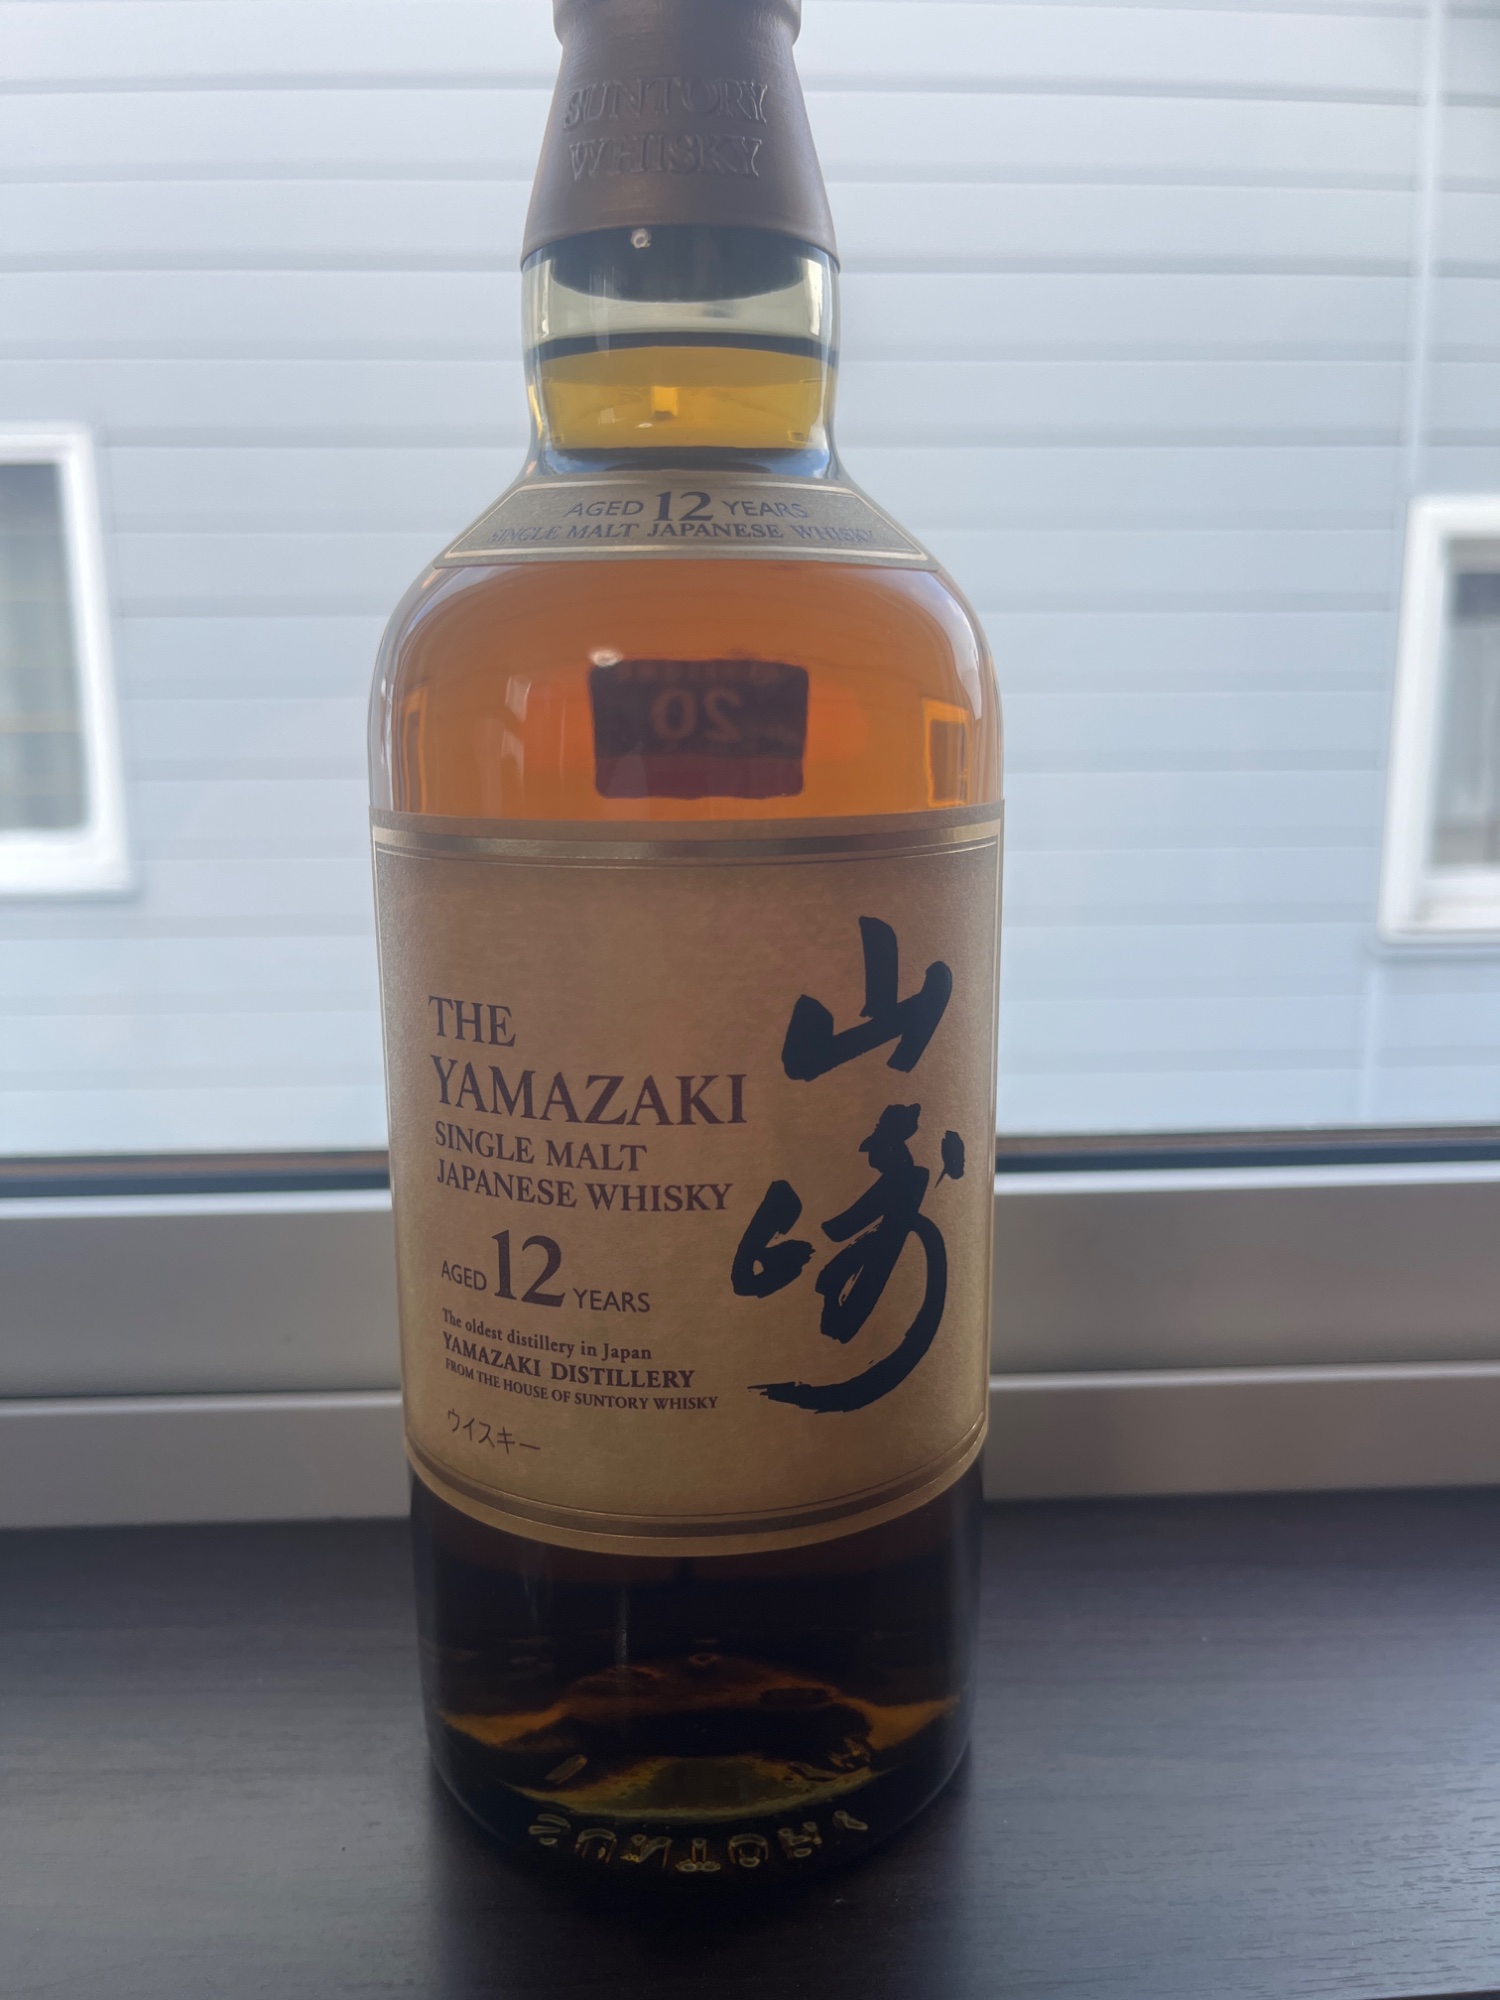 SUNTORY
WHISKY
AGED 12 YEARS
SINGLE MALT JAPANESE WHISKY
20
山崎
THE
YAMAZAKI
SINGLE MALT
JAPANESE WHISKY
AGED 12 YEARS
The oldest distillery in Japan
YAMAZAKI DISTILLERY
FROM THE HOUSE OF SUNTORY WHISKY
ウイスキー
SUNTORY